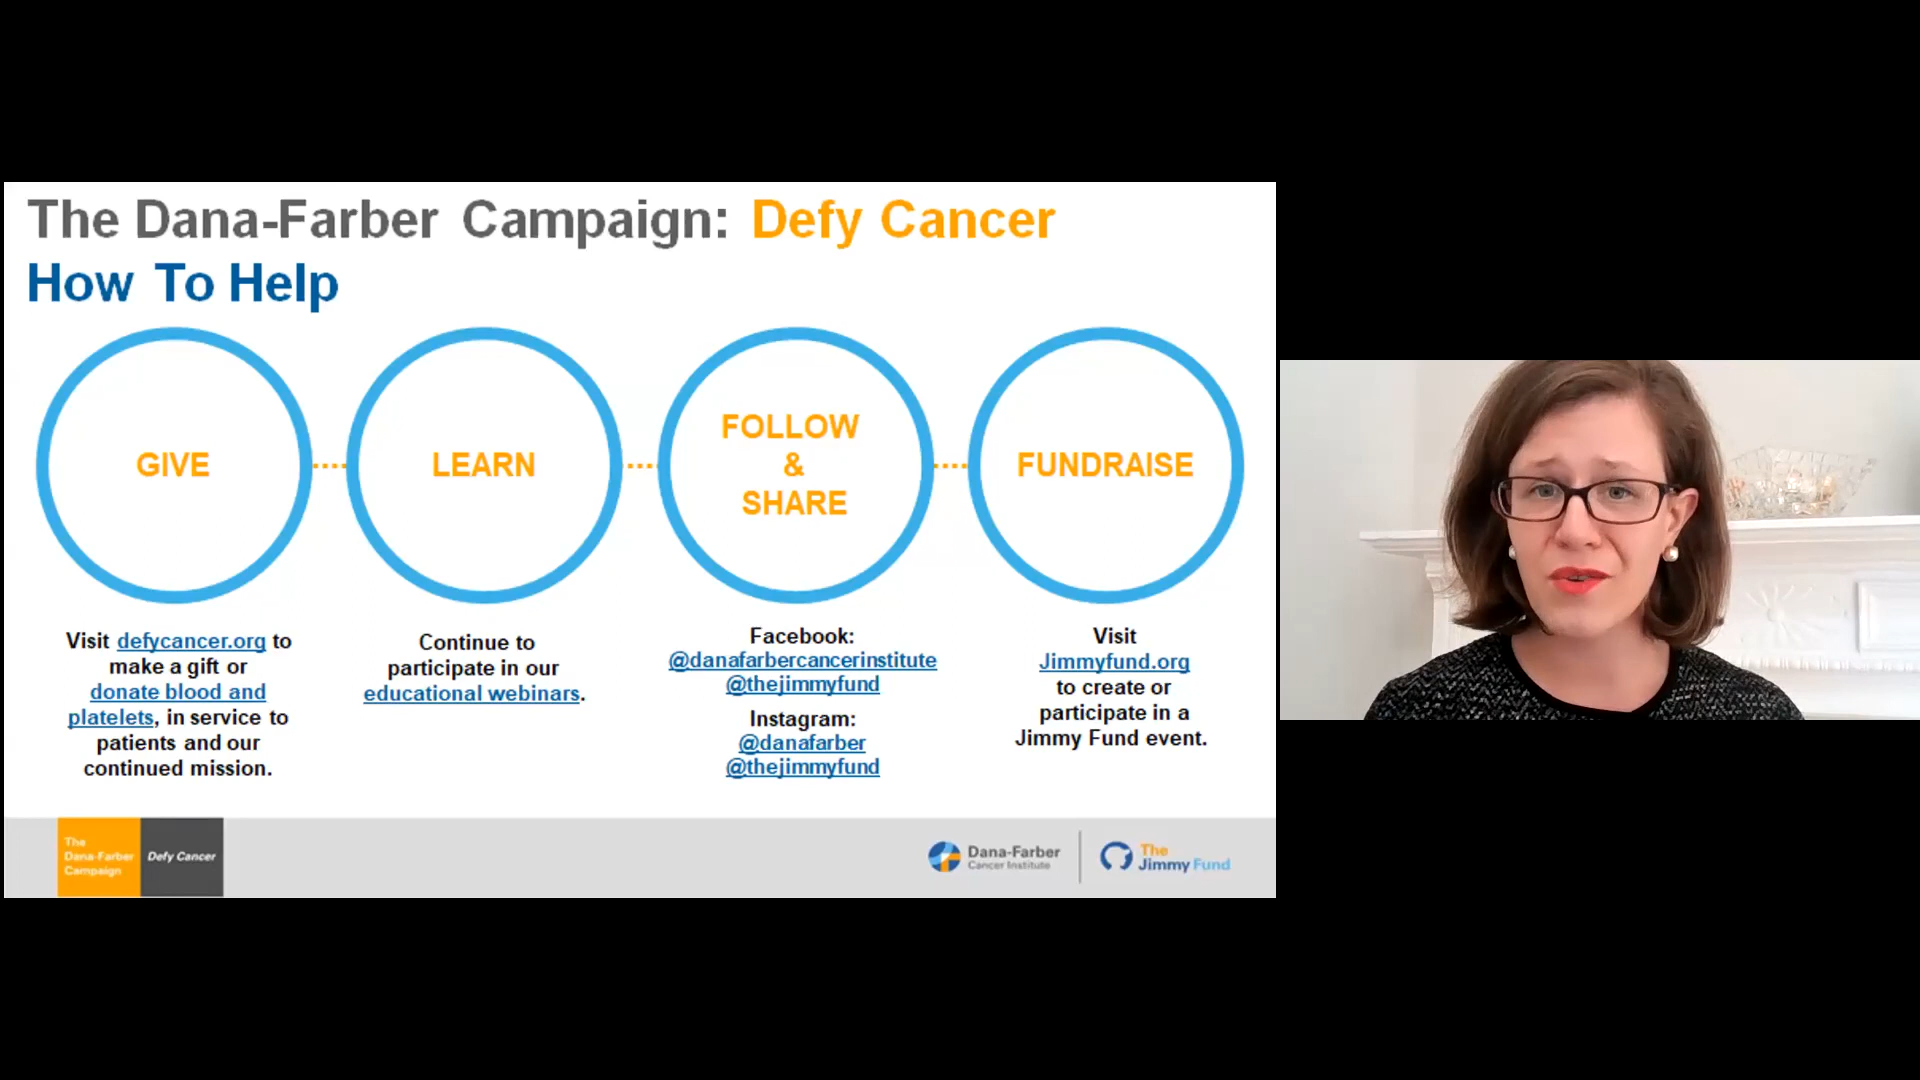 The Dana-Farber Campaign: Defy Cancer
How To Help
GIVE
Visit defycancer.org to
make a gift or
donate blood and
platelets, in service to
patients and our
continued mission.
LEARN
Continue to
participate in our
educational webinars.
FOLLOW
&
SHARE
Facebook:
@danafarbercancerinstitute
@thejimmyfund
Instagram:
@danafarber
@thejimmyfund
FUNDRAISE
Visit
Jimmyfund.org
to create or
participate in a
Jimmy Fund event.
The
Dana-Farber
Campaign
Defy Cancer
Dana-Farber
Cancer Institute
The
Jimmy Fund